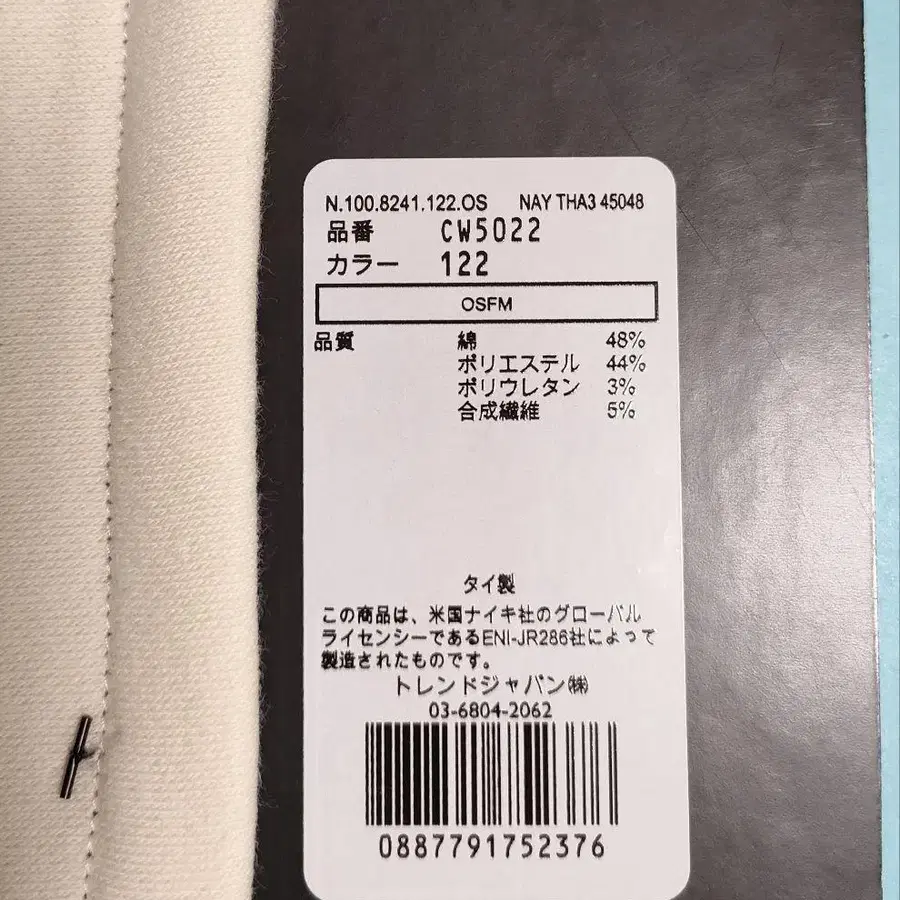 N.100.8241.122.OS NAY THA3 45048
品番 CW5022
カラー 122
OSFM
品質 綿 48%
ポリエステル 44%
ポリウレタン 3%
合成繊維 5%
タイ製
この商品は、米国ナイキ社のグローバル
ライセンシーであるENI-JR286社によって
製造されたものです。
トレンドジャパン㈱
03-6804-2062
0887791752376